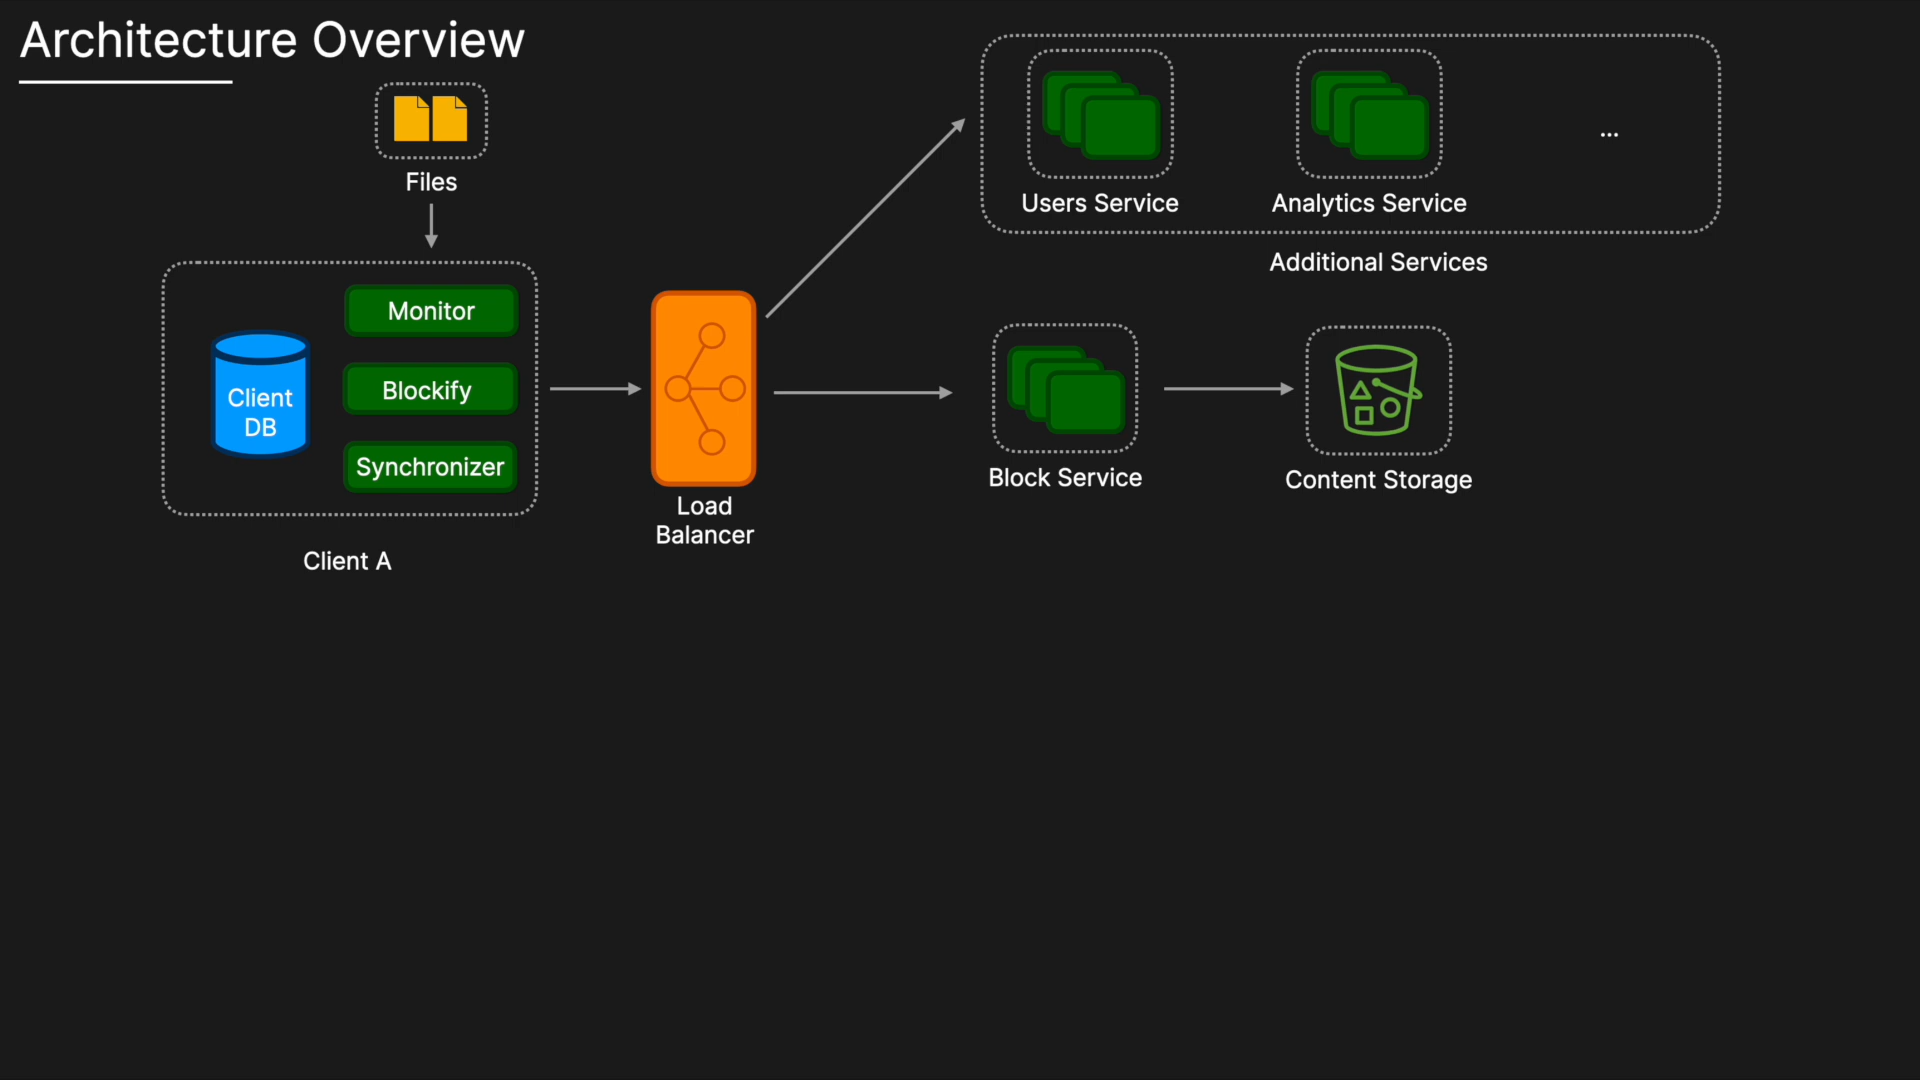 Architecture Overview
Files
Monitor
Blockify
Synchronizer
Client
DB
Client A
Load
Balancer
Users Service
Analytics Service
...
Additional Services
Block Service
Content Storage